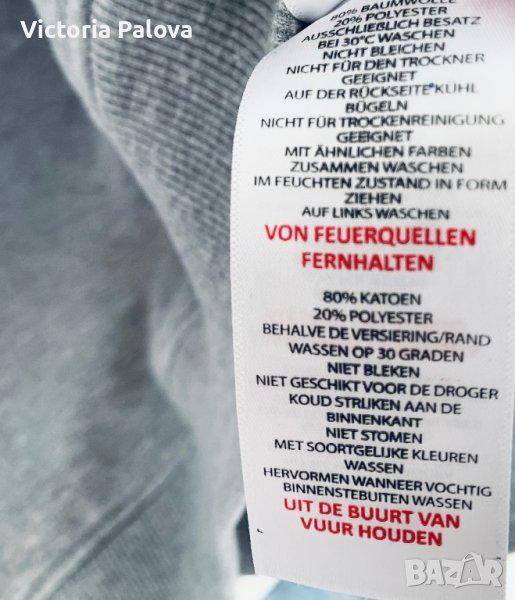 Victoria Palova
80% BAUMWOLLE
20% POLYESTER
AUSSCHLIEßLICH BESATZ
BEI 30°C WASCHEN
NICHT BLEICHEN
NICHT FÜR DEN TROCKNER
GEEIGNET
AUF DER RÜCKSEITE KÜHL
BÜGELN
NICHT FÜR TROCKENREINIGUNG
GEEIGNET
MIT ÄHNLICHEN FARBEN
ZUSAMMEN WASCHEN
IM FEUCHTEN ZUSTAND IN FORM
ZIEHEN
AUF LINKS WASCHEN
VON FEUERQUELLEN
FERNHALTEN
80% KATOEN
20% POLYESTER
BEHALVE DE VERSIERING/RAND
WASSEN OP 30 GRADEN
NIET BLEKEN
NIET GESCHIKT VOOR DE DROGER
KOUD STRIJKEN AAN DE
BINNENKANT
NIET STOMEN
MET SOORTGELIJKE KLEUREN
WASSEN
HERVORMEN WANNEER VOCHTIG
BINNENSTEBUITEN WASSEN
UIT DE BUURT VAN
VUUR HOUDEN
BAZAR